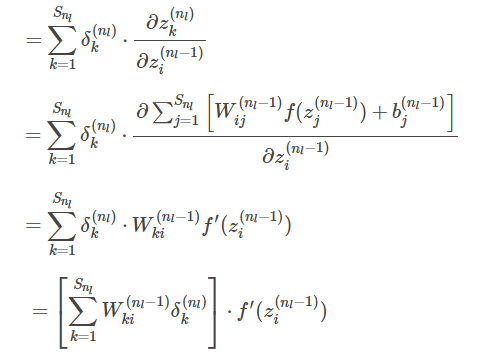 $= \sum_{k=1}^{S_{n_l}} \delta_k^{(n_l)} \cdot \frac{\partial z_k^{(n_l)}}{\partial z_i^{(n_l-1)}}$
$= \sum_{k=1}^{S_{n_l}} \delta_k^{(n_l)} \cdot \frac{\partial \sum_{j=1}^{S_{n_l}} \left[ W_{ij}^{(n_l-1)} f(z_j^{(n_l-1)}) + b_j^{(n_l-1)} \right]}{\partial z_i^{(n_l-1)}}$
$= \sum_{k=1}^{S_{n_l}} \delta_k^{(n_l)} \cdot W_{ki}^{(n_l-1)} f'(z_i^{(n_l-1)})$
$= \left[ \sum_{k=1}^{S_{n_l}} W_{ki}^{(n_l-1)} \delta_k^{(n_l)} \right] \cdot f'(z_i^{(n_l-1)})$